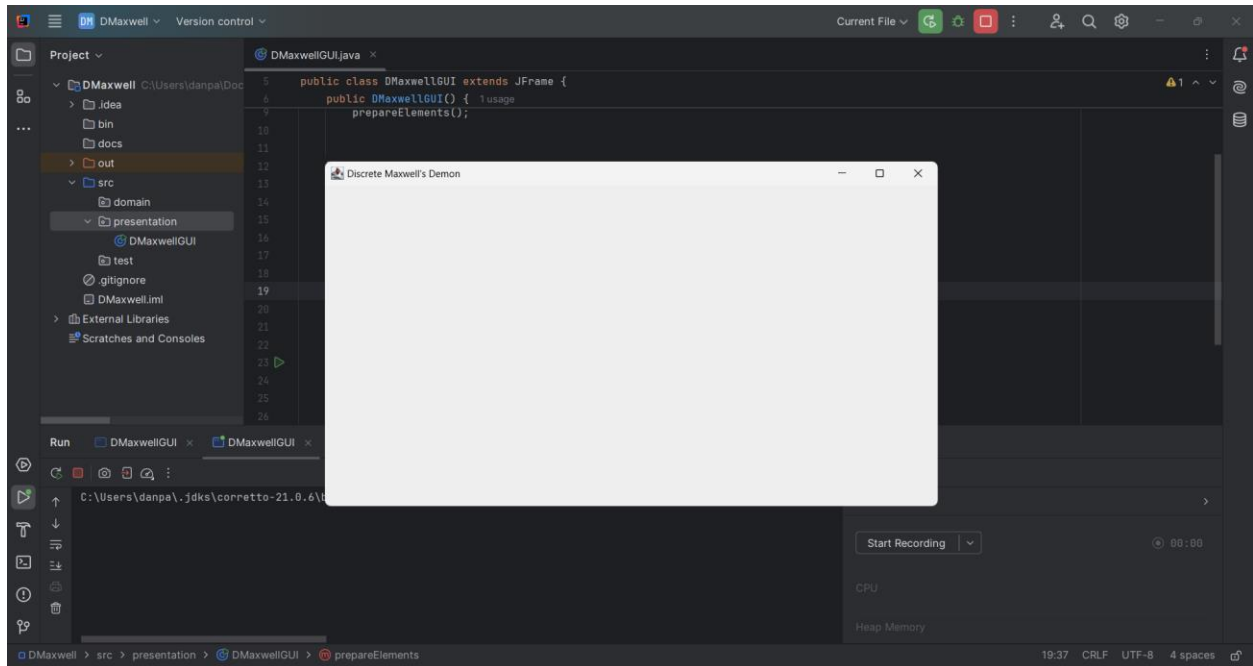 DM DMaxwell Version control Current File
Project
DMaxwellGUI.java
DMaxwell C:\Users\danpa\Doc
.idea
bin
docs
out
src
domain
presentation
DMaxwellGUI
test
.gitignore
DMaxwell.iml
External Libraries
Scratches and Consoles
5 public class DMaxwellGUI extends JFrame { 1
6 public DMaxwellGUI() { 1 usage
9 prepareElements();
10
11
12
13
14
15
16
17
18
19
20
21
22
23
24
25
26
Discrete Maxwell's Demon
Run DMaxwellGUI DMaxwellGUI
C:\Users\danpa\.jdks\corretto-21.0.6\b
Start Recording 00:00
CPU
Heap Memory
DMaxwell > src > presentation > DMaxwellGUI > prepareElements 19:37 CRLF UTF-8 4 spaces